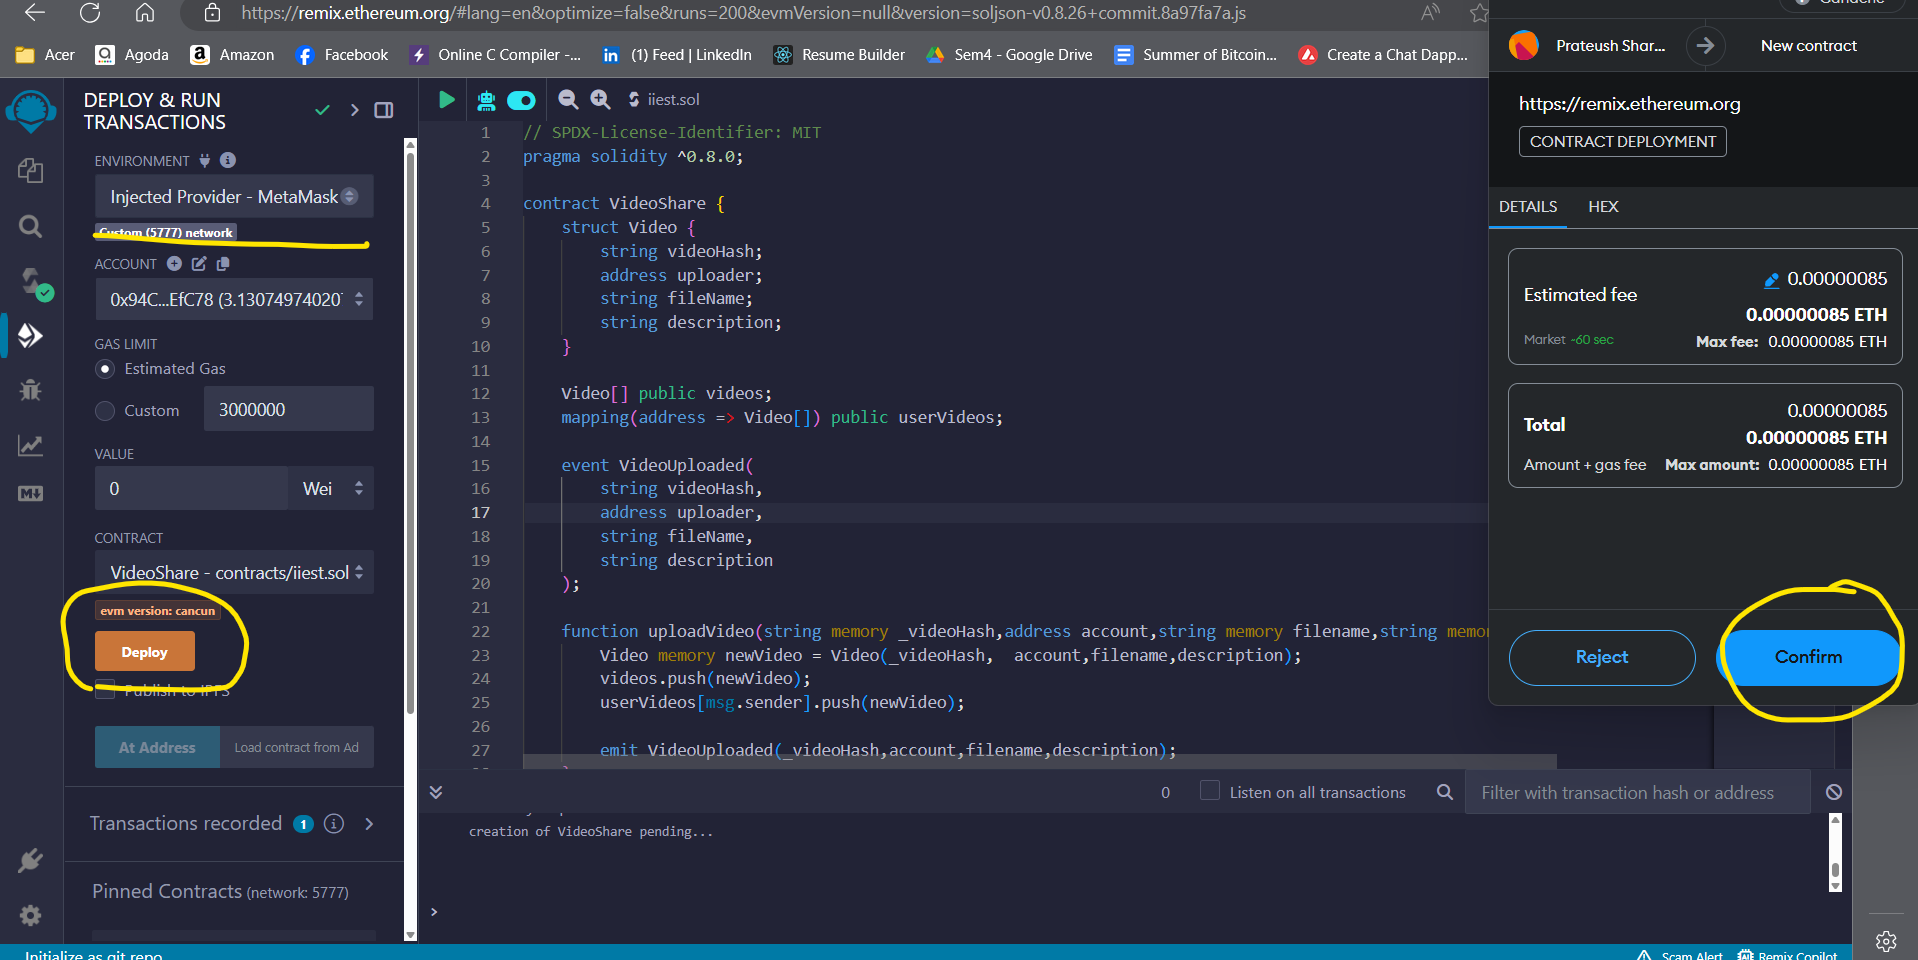 https://remix.ethereum.org/#lang=en&optimize=false&runs=200&evmVersion=null&version=soljson-v0.8.26+commit.8a97fa7a.js
Acer
Agoda
Amazon
Facebook
Online C Compiler -...
(1) Feed | LinkedIn
Resume Builder
Sem4 - Google Drive
Summer of Bitcoin...
Create a Chat Dapp...
DEPLOY & RUN
TRANSACTIONS
ENVIRONMENT
Injected Provider - MetaMask
Custom (5777) network
ACCOUNT
0x94C...EfC78 (3.1307497402
GAS LIMIT
Estimated Gas
Custom
3000000
VALUE
0
Wei
CONTRACT
VideoShare - contracts/iiest.sol
evm version: cancun
Deploy
Publish to IPFS
At Address
Load contract from Ad
Transactions recorded 1
Pinned Contracts (network: 5777)
Initialize as git repo
iiest.sol
1 // SPDX-License-Identifier: MIT
2 pragma solidity ^0.8.0;
3
4 contract VideoShare {
5 struct Video {
6 string videoHash;
7 address uploader;
8 string fileName;
9 string description;
10 }
11
12 Video[] public videos;
13 mapping(address => Video[]) public userVideos;
14
15 event VideoUploaded(
16 string videoHash,
17 address uploader,
18 string fileName,
19 string description
20 );
21
22 function uploadVideo(string memory _videoHash,address account,string memory filename,string memor
23 Video memory newVideo = Video(_videoHash, account,filename,description);
24 videos.push(newVideo);
25 userVideos[msg.sender].push(newVideo);
26
27 emit VideoUploaded(_videoHash,account,filename,description);
0
Listen on all transactions
Filter with transaction hash or address
creation of VideoShare pending...
>
Scam Alert
Remix Copilot
Prateush Shar...
New contract
https://remix.ethereum.org
CONTRACT DEPLOYMENT
DETAILS
HEX
Estimated fee
0.00000085
0.00000085 ETH
Market ~60 sec
Max fee: 0.00000085 ETH
Total
0.00000085
0.00000085 ETH
Amount + gas fee
Max amount: 0.00000085 ETH
Reject
Confirm